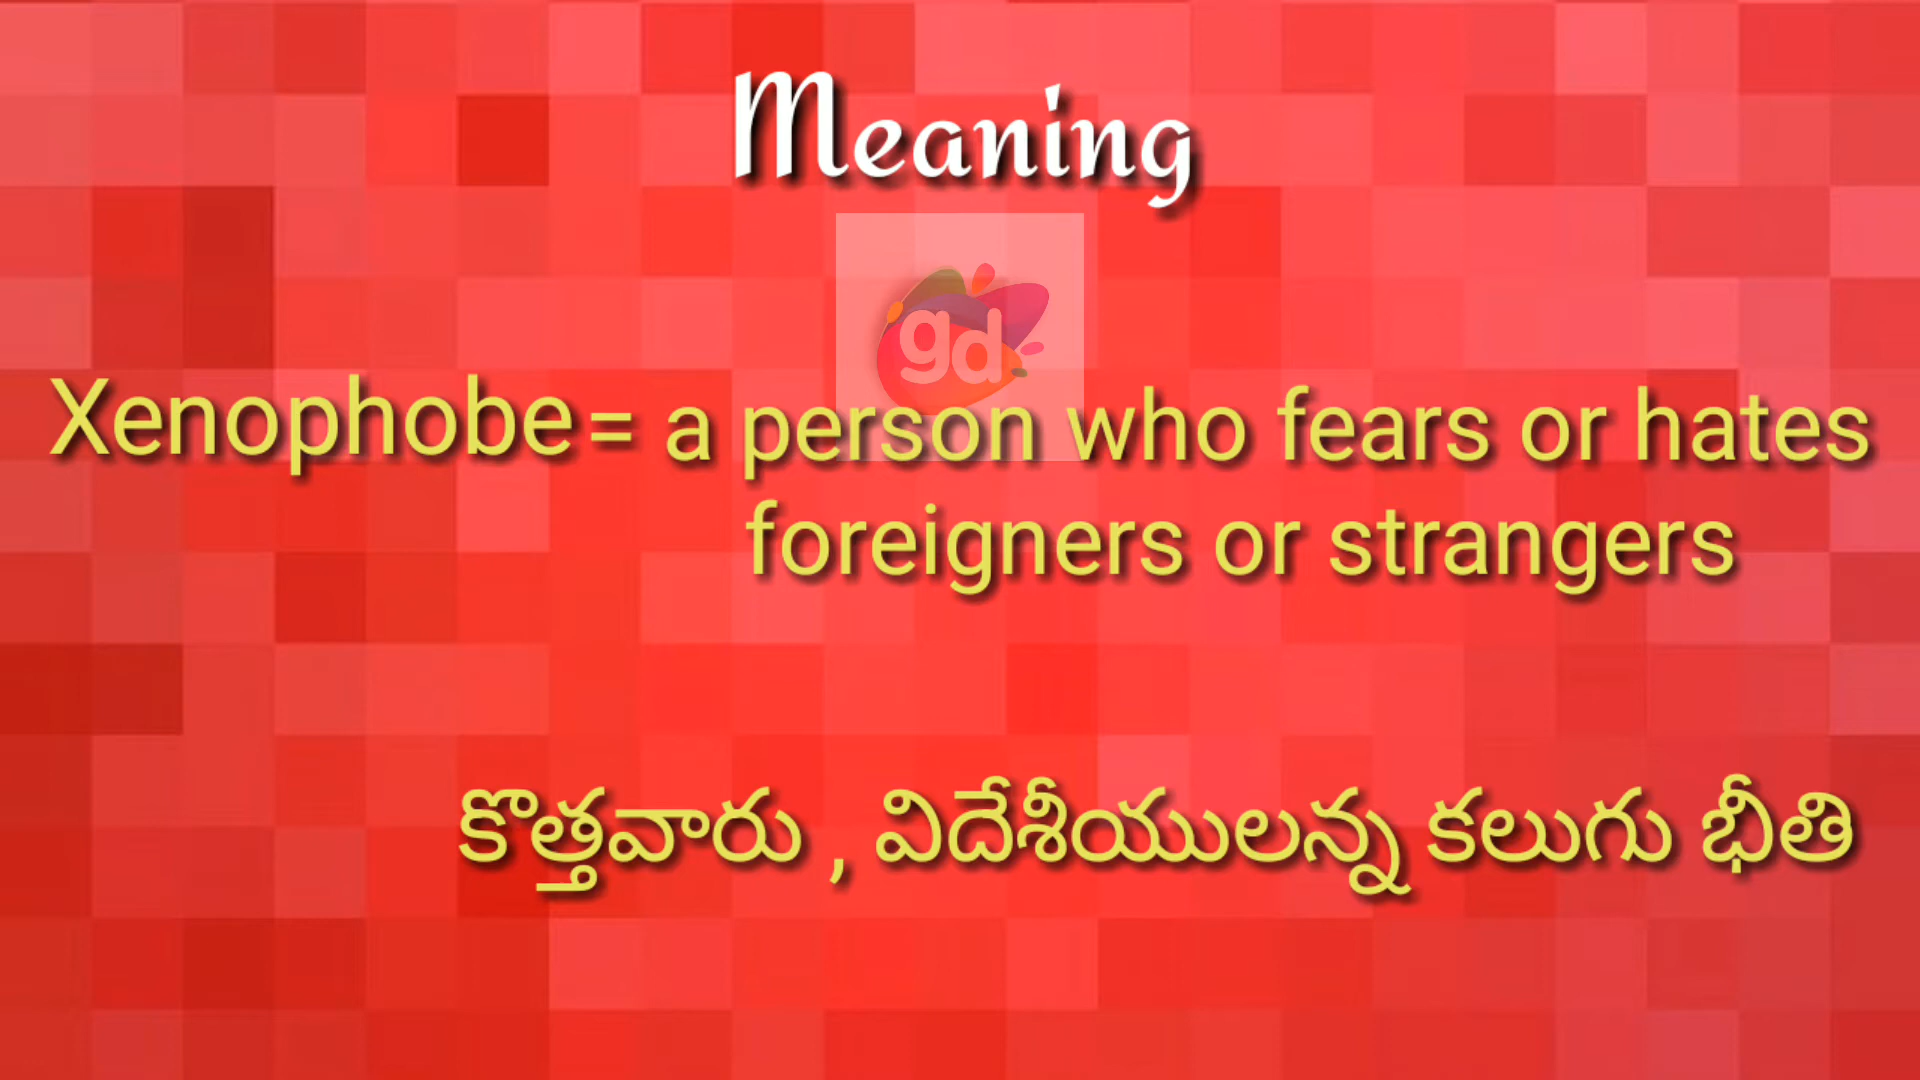 Meaning
gd
Xenophobe = a person who fears or hates
foreigners or strangers
కొత్తవారు , విదేశీయులన్న కలుగు భీతి